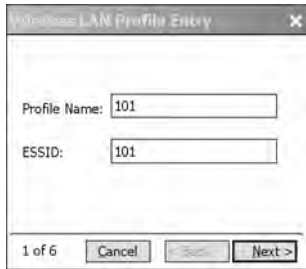 Wireless LAN Profile Entry
Profile Name: 101
ESSID: 101
1 of 6 Cancel < Back Next >